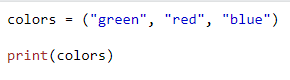 colors = ("green", "red", "blue")
print(colors)